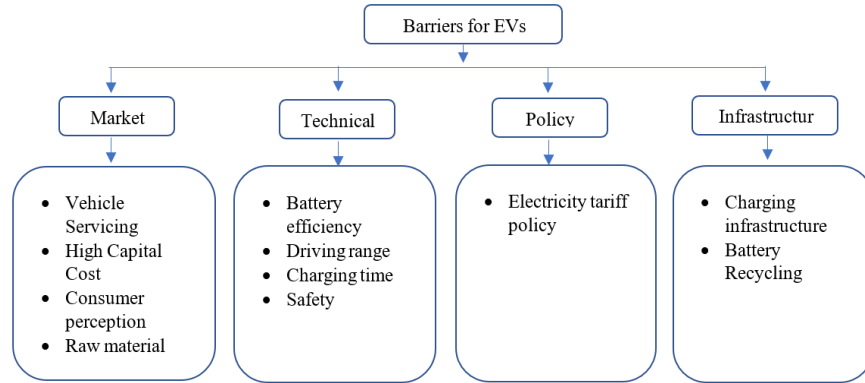 Barriers for EVs
Market
Technical
Policy
Infrastructur
• Vehicle
Servicing
• High Capital
Cost
• Consumer
perception
• Raw material
• Battery
efficiency
• Driving range
• Charging time
• Safety
• Electricity tariff
policy
• Charging
infrastructure
• Battery
Recycling